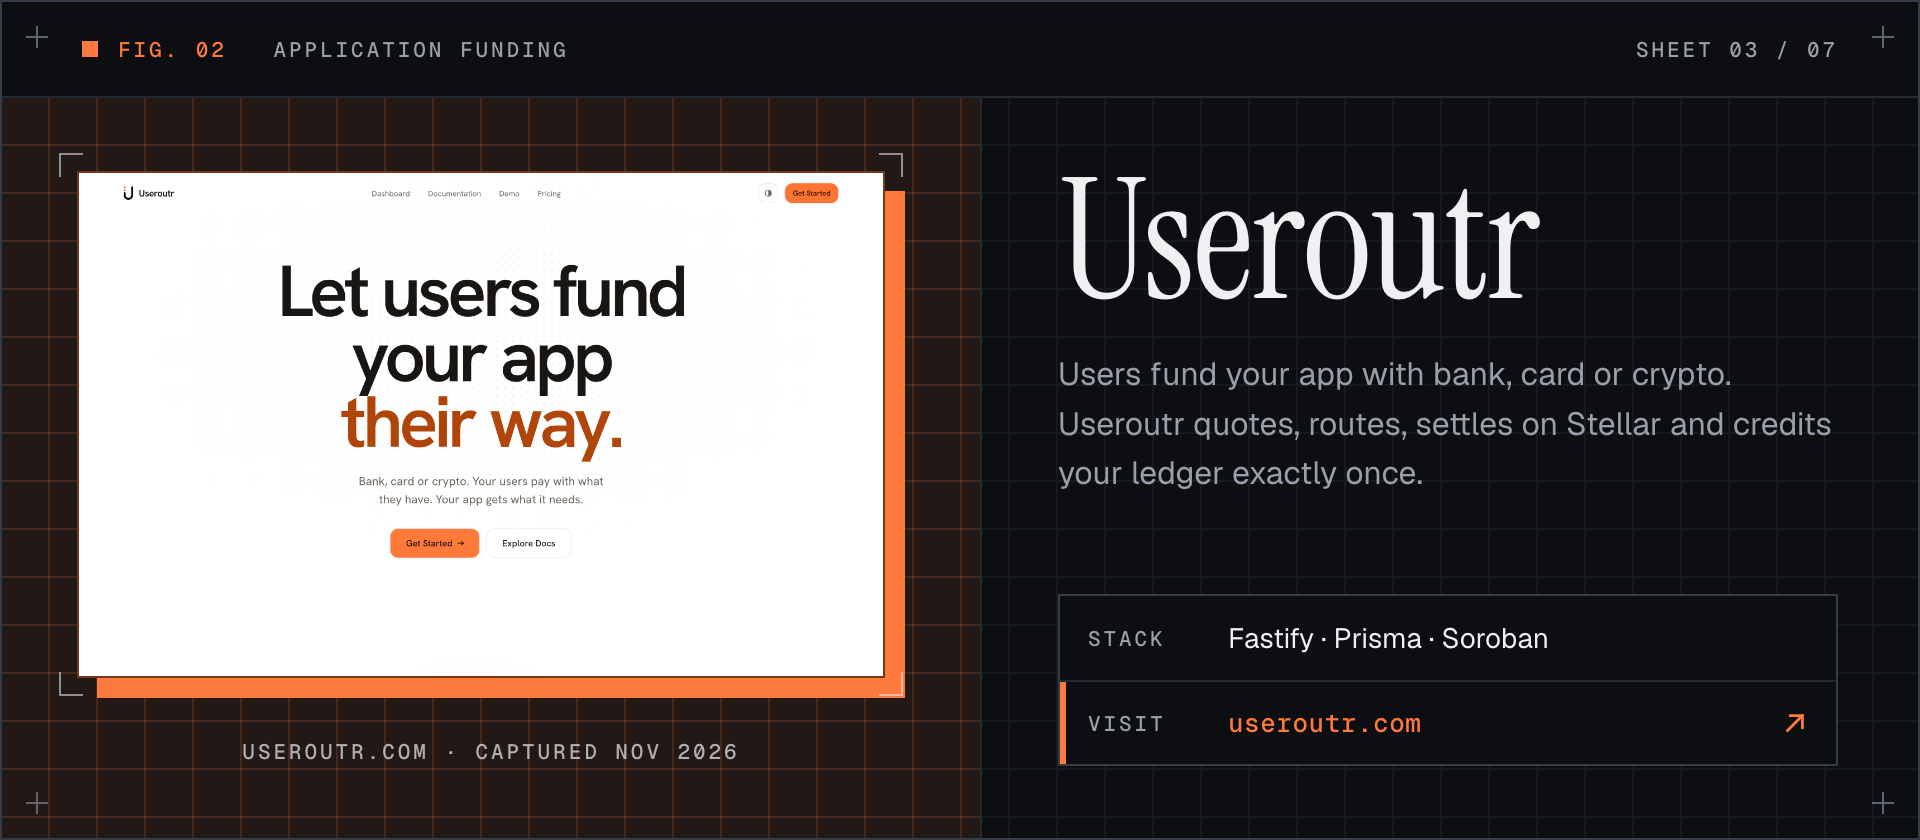 FIG. 02 APPLICATION FUNDING
SHEET 03 / 07
Useroutr
Dashboard Documentation Demo Pricing
Get Started
Let users fund
your app
their way.
Bank, card or crypto. Your users pay with what
they have. Your app gets what it needs.
Get Started → Explore Docs
USEROUTR.COM · CAPTURED NOV 2026
Useroutr
Users fund your app with bank, card or crypto.
Useroutr quotes, routes, settles on Stellar and credits
your ledger exactly once.
STACK Fastify · Prisma · Soroban
VISIT useroutr.com ↗